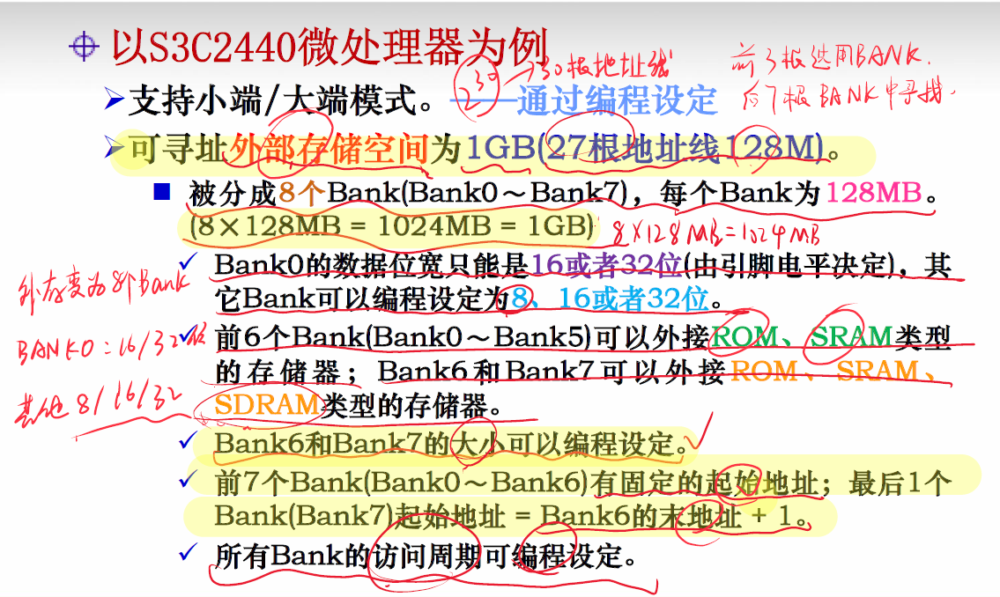 以S3C2440微处理器为例
2^30→30根地址线
前3根选用BANK.
支持小端/大端模式。——通过编程设定
后 根BANK中寻找.
可寻址外部存储空间为1GB(27根地址线128M)。
■ 被分成8个Bank(Bank0～Bank7)，每个Bank为128MB。
(8×128MB = 1024MB = 1GB) 8×128MB=1024MB
✓ Bank0的数据位宽只能是16或者32位(由引脚电平决定)，其
外存变为8个Bank
它Bank可以编程设定为8、16或者32位。
BANK0：16/32位
✓ 前6个Bank(Bank0～Bank5)可以外接ROM、SRAM类型
的存储器；Bank6和Bank7可以外接ROM、SRAM、
其他8/16/32
SDRAM类型的存储器。
✓ Bank6和Bank7的大小可以编程设定。✓
✓ 前7个Bank(Bank0～Bank6)有固定的起始地址；最后1个
Bank(Bank7)起始地址 = Bank6的末地址 + 1。
✓ 所有Bank的访问周期可编程设定。